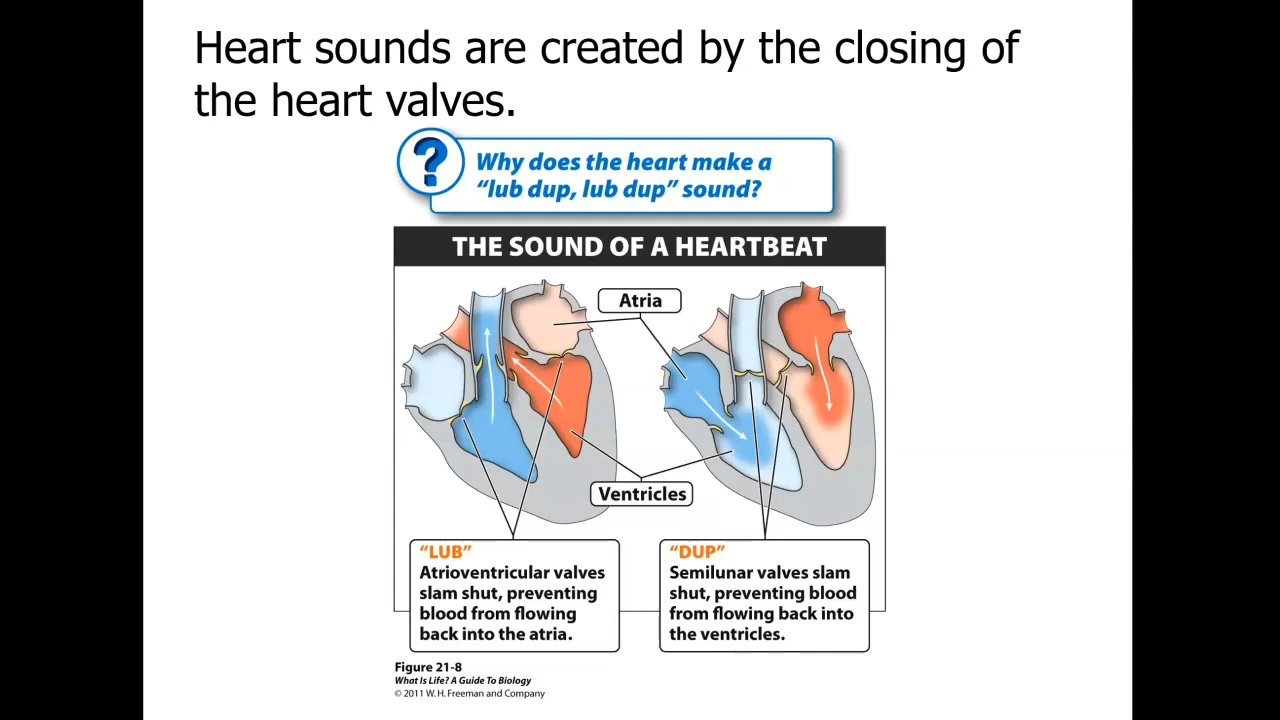 Heart sounds are created by the closing of
the heart valves.
?
Why does the heart make a
“lub dup, lub dup” sound?
THE SOUND OF A HEARTBEAT
Atria
Ventricles
“LUB”
Atrioventricular valves
slam shut, preventing
blood from flowing
back into the atria.
“DUP”
Semilunar valves slam
shut, preventing blood
from flowing back into
the ventricles.
Figure 21-8
What Is Life? A Guide To Biology
© 2011 W. H. Freeman and Company